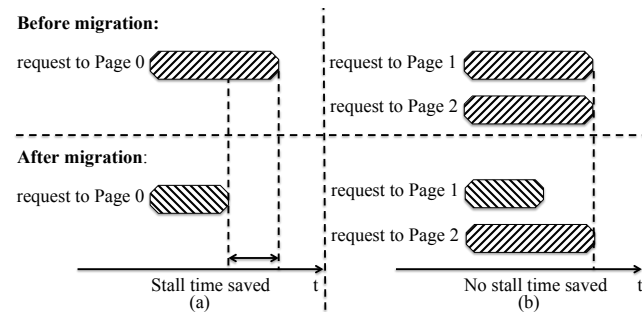 Before migration:
request to Page 0
request to Page 1
request to Page 2
After migration:
request to Page 0
request to Page 1
request to Page 2
Stall time saved t
No stall time saved t
(a)
(b)